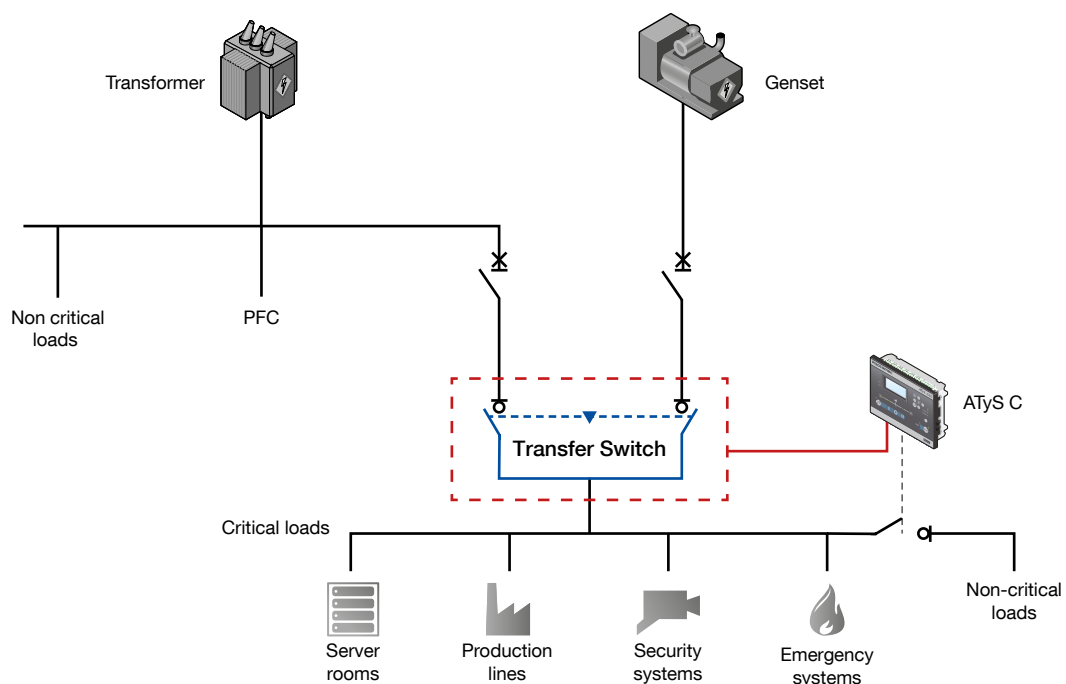 Transformer
Genset
Non critical
loads
PFC
ATyS C
Transfer Switch
Critical loads
Non-critical
loads
Server
rooms
Production
lines
Security
systems
Emergency
systems